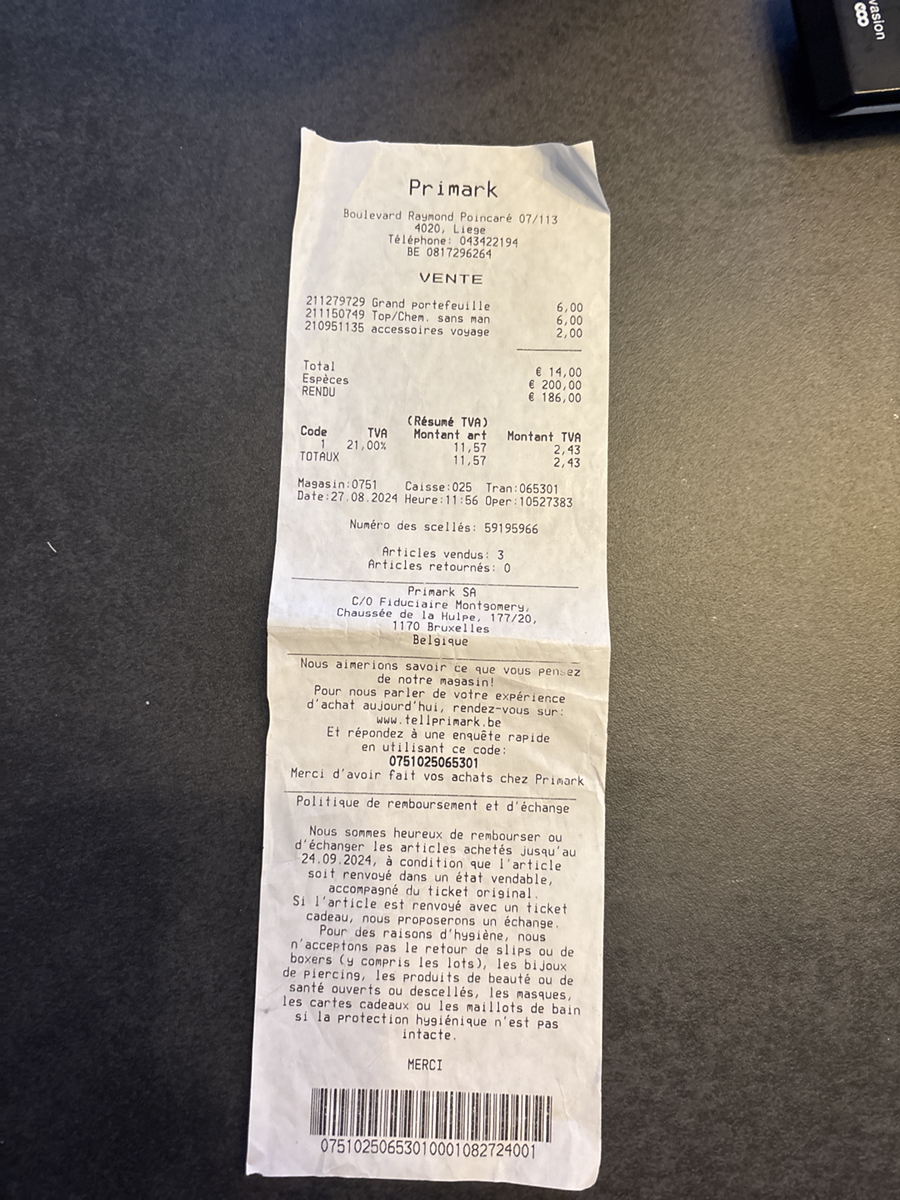 vasion
Primark
Boulevard Raymond Poincaré 07/113
4020, Liege
Téléphone: 043422194
BE 0817296264
VENTE
211279729 Grand portefeuille 6,00
211150749 Top/Chem. sans man 6,00
210951135 accessoires voyage 2,00
Total € 14,00
Espèces € 200,00
RENDU € 186,00
(Résumé TVA)
Code TVA Montant art Montant TVA
1 21,00% 11,57 2,43
TOTAUX 11,57 2,43
Magasin:0751 Caisse:025 Tran:065301
Date:27.08.2024 Heure:11:56 Oper:10527383
Numéro des scellés: 59195966
Articles vendus: 3
Articles retournés: 0
Primark SA
C/O Fiduciaire Montgomery,
Chaussée de la Hulpe, 177/20,
1170 Bruxelles
Belgique
Nous aimerions savoir ce que vous pensez
de notre magasin!
Pour nous parler de votre expérience
d'achat aujourd'hui, rendez-vous sur:
www.tellprimark.be
Et répondez à une enquête rapide
en utilisant ce code:
0751025065301
Merci d'avoir fait vos achats chez Primark
Politique de remboursement et d'échange
Nous sommes heureux de rembourser ou
d'échanger les articles achetés jusqu'au
24.09.2024, à condition que l'article
soit renvoyé dans un état vendable,
accompagné du ticket original.
Si l'article est renvoyé avec un ticket
cadeau, nous proposerons un échange.
Pour des raisons d'hygiène, nous
n'acceptons pas le retour de slips ou de
boxers (y compris les lots), les bijoux
de piercing, les produits de beauté ou de
santé ouverts ou descellés, les masques,
les cartes cadeaux ou les maillots de bain
si la protection hygiénique n'est pas
intacte.
MERCI
07510250653010001082724001